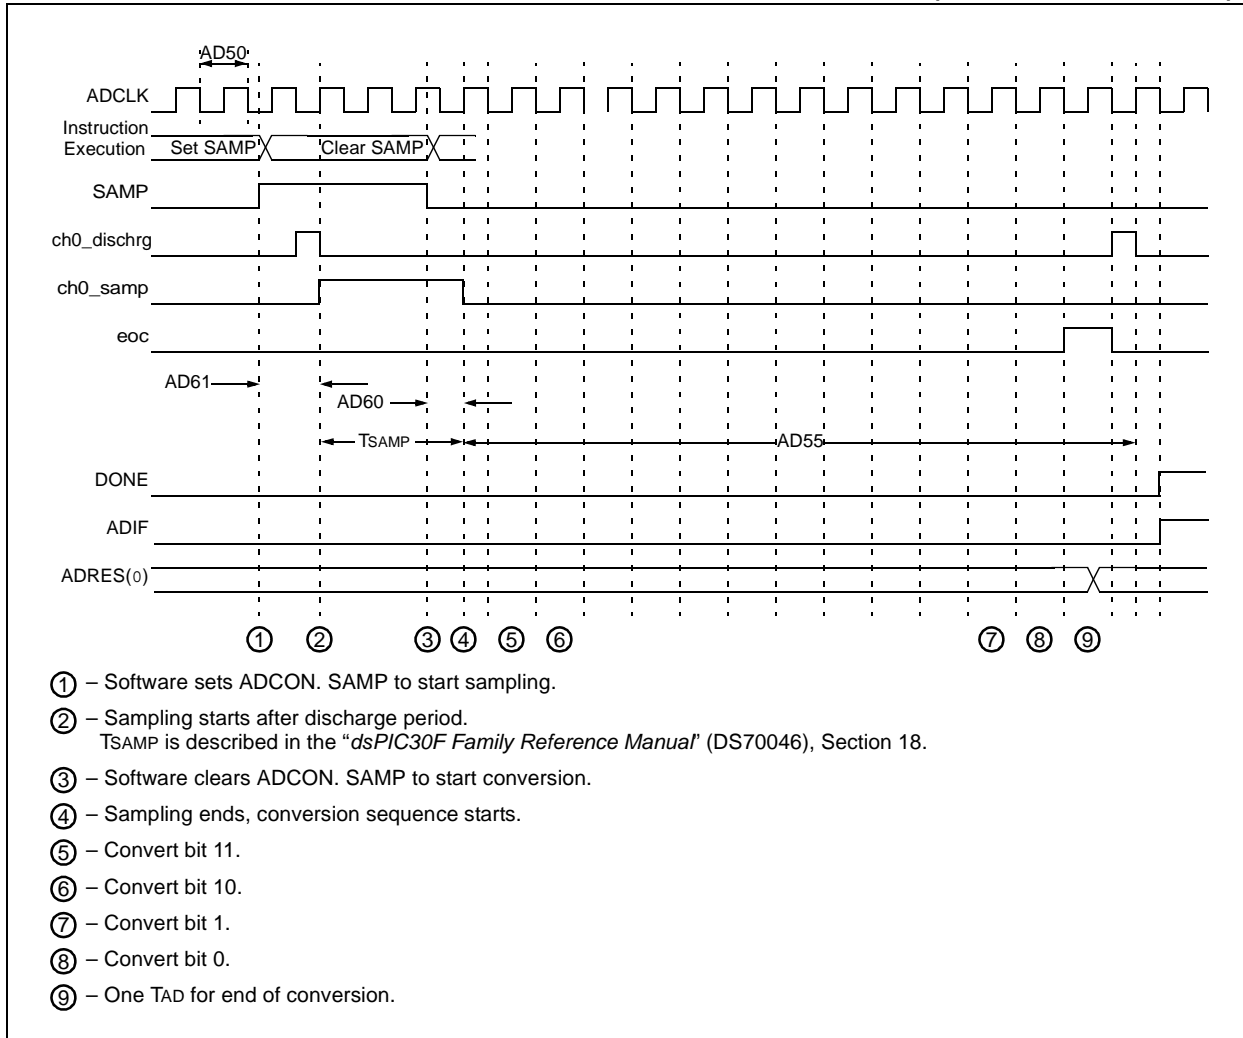 AD50
ADCLK
Instruction
Execution
Set SAMP
Clear SAMP
SAMP
ch0_dischrg
ch0_samp
eoc
AD61
AD60
TSAMP
AD55
DONE
ADIF
ADRES(0)
1 2 3 4 5 6 7 8 9
1 – Software sets ADCON. SAMP to start sampling.
2 – Sampling starts after discharge period.
TSAMP is described in the “dsPIC30F Family Reference Manual” (DS70046), Section 18.
3 – Software clears ADCON. SAMP to start conversion.
4 – Sampling ends, conversion sequence starts.
5 – Convert bit 11.
6 – Convert bit 10.
7 – Convert bit 1.
8 – Convert bit 0.
9 – One TAD for end of conversion.